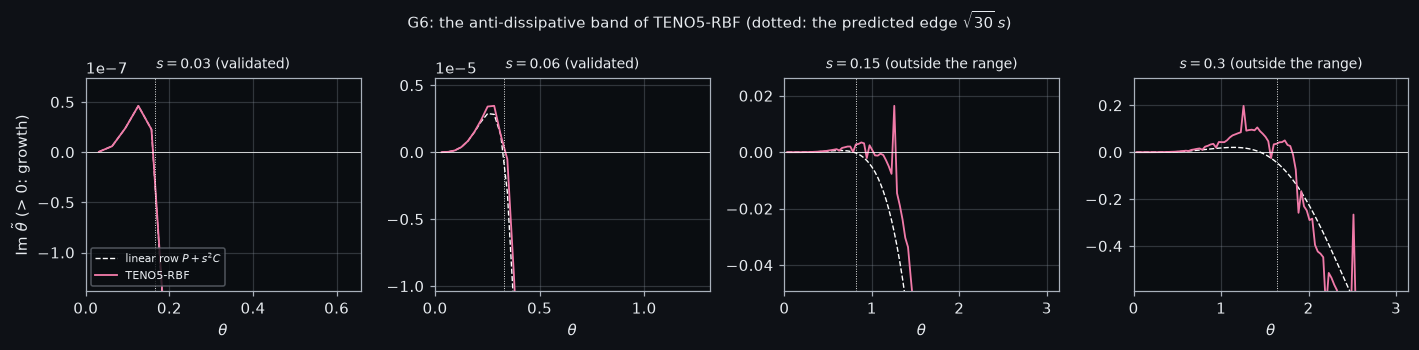 G6: the anti-dissipative band of TENO5-RBF (dotted: the predicted edge √30 s)
s = 0.03 (validated)
s = 0.06 (validated)
s = 0.15 (outside the range)
s = 0.3 (outside the range)
Im θ̃ (> 0: growth)
1e−7
0.5
0.0
−0.5
−1.0
linear row P + s²C
TENO5-RBF
0.0
0.2
0.4
0.6
θ
1e−5
0.5
0.0
−0.5
−1.0
0.0
0.5
1.0
θ
0.02
0.00
−0.02
−0.04
0
1
2
3
θ
0.2
0.0
−0.2
−0.4
0
1
2
3
θ